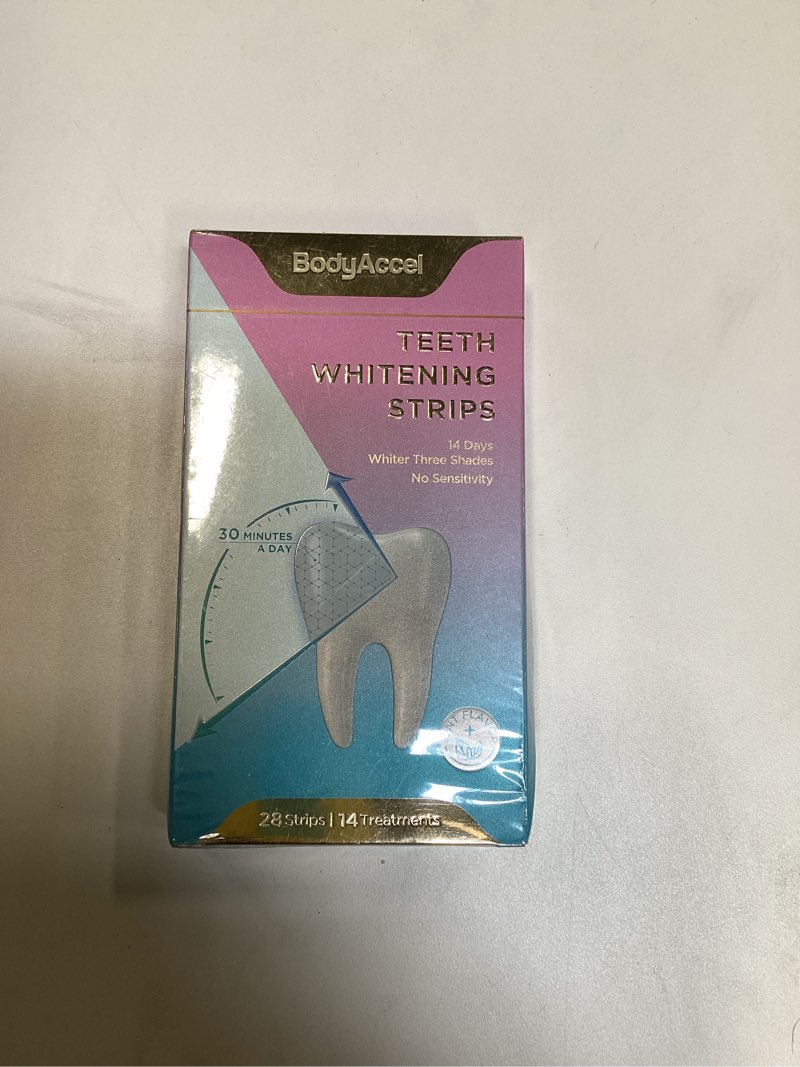 BodyAccel
TEETH
WHITENING
STRIPS
14 Days
Whiter Three Shades
No Sensitivity
30 MINUTES
A DAY
28 Strips | 14 Treatments